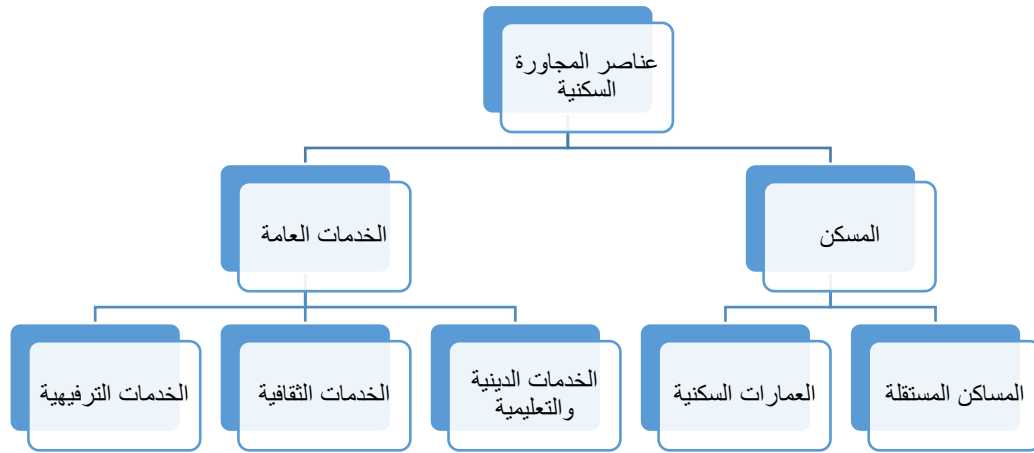 عناصر المجاورة
السكنية
المسكن
الخدمات العامة
المساكن المستقلة
العمارات السكنية
الخدمات الدينية
والتعليمية
الخدمات الثقافية
الخدمات الترفيهية